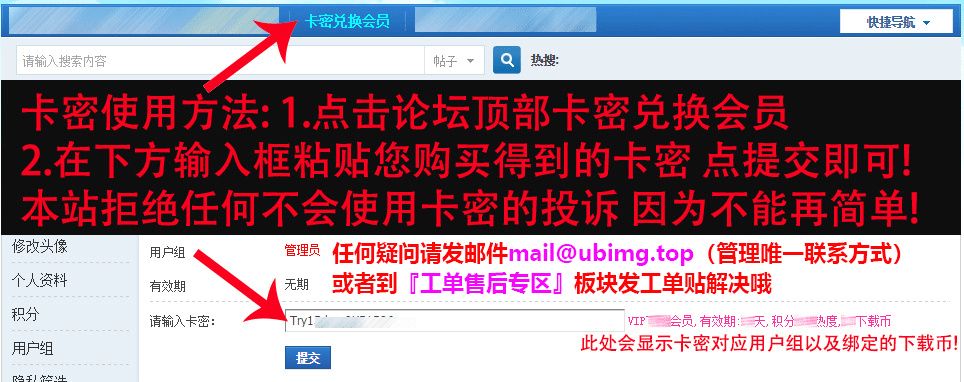 卡密兑换会员
快捷导航
请输入搜索内容
帖子
热搜:
卡密使用方法: 1.点击论坛顶部卡密兑换会员
2.在下方输入框粘贴您购买得到的卡密 点提交即可!
本站拒绝任何不会使用卡密的投诉 因为不能再简单!
修改头像
个人资料
积分
用户组
隐私筛选
用户组
管理员
任何疑问请发邮件mail@ubimg.top（管理唯一联系方式）
有效期
无期
或者到『工单售后专区』板块发工单贴解决哦
请输入卡密:
VIP 会员, 有效期: 天, 积分 热度, 下载币
此处会显示卡密对应用户组以及绑定的下载币!
提交